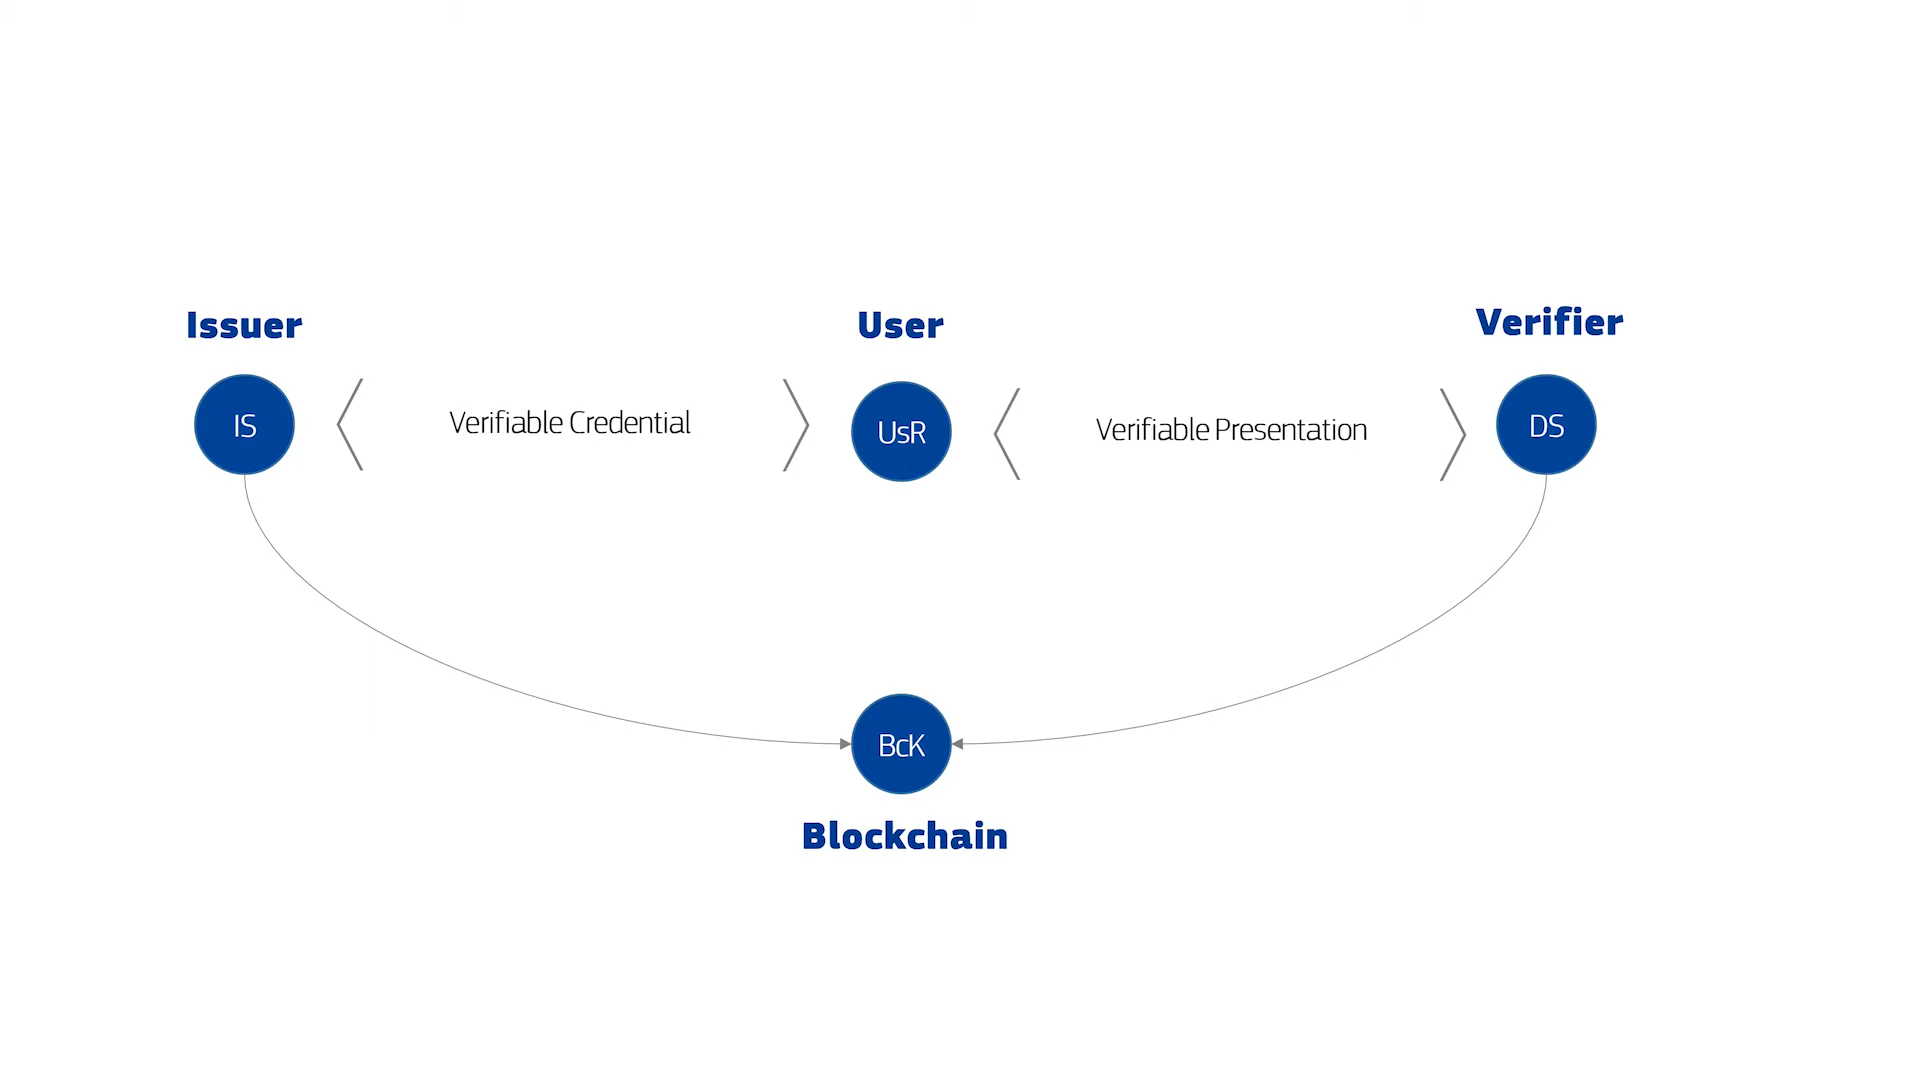 Issuer
User
Verifier
IS
Verifiable Credential
UsR
Verifiable Presentation
DS
BcK
Blockchain